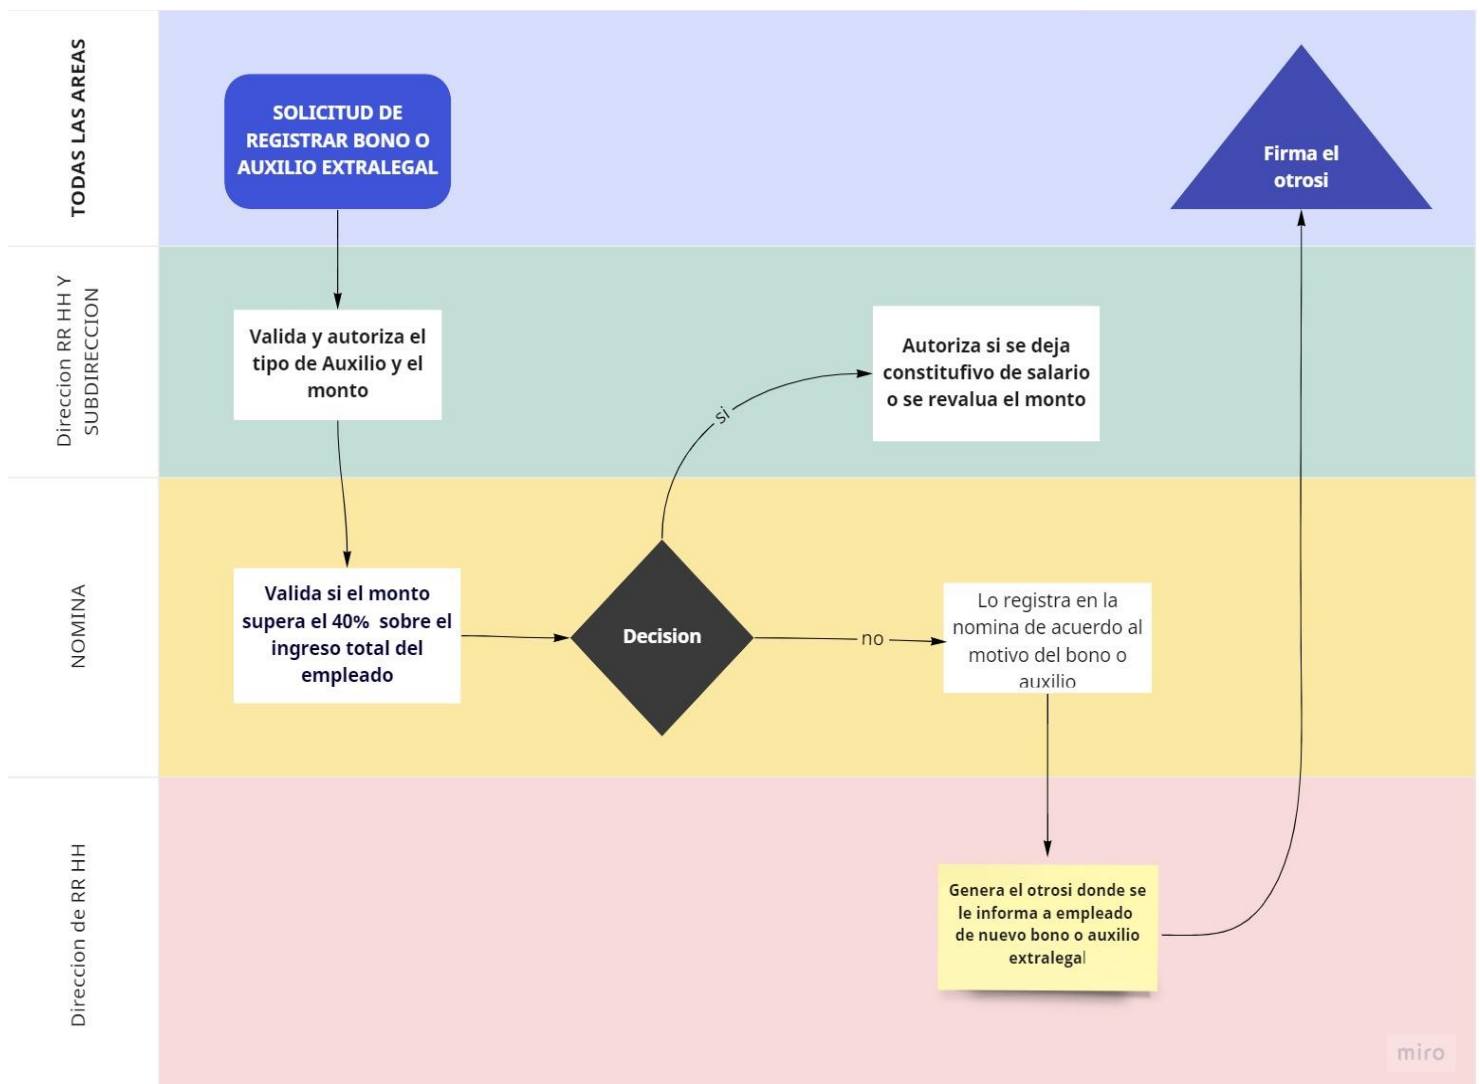 TODAS LAS AREAS
SOLICITUD DE
REGISTRAR BONO O
AUXILIO EXTRALEGAL
Firma el
otrosi
Direccion RR HH Y
SUBDIRECCION
Valida y autoriza el
tipo de Auxilio y el
monto
Autoriza si se deja
constitufivo de salario
o se revalua el monto
si
NOMINA
Valida si el monto
supera el 40% sobre el
ingreso total del
empleado
Decision
no
Lo registra en la
nomina de acuerdo al
motivo del bono o
auxilio
Direccion de RR HH
Genera el otrosi donde se
le informa a empleado
de nuevo bono o auxilio
extralegal
miro